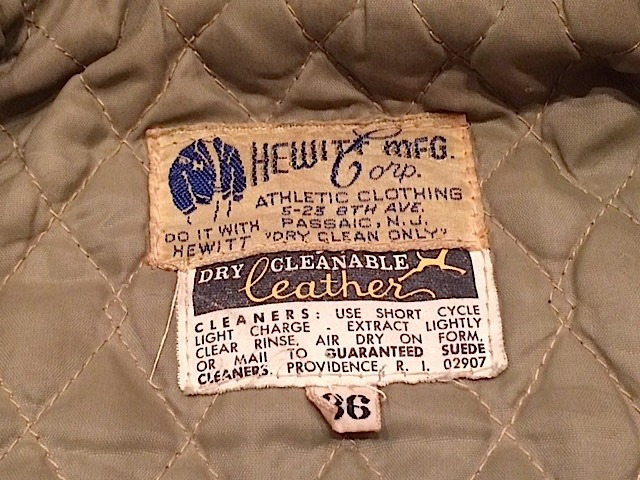 HEWITT MFG.
Corp.
ATHLETIC CLOTHING
5-25 8TH AVE.
PASSAIC, N.J.
DO IT WITH
HEWITT "DRY CLEAN ONLY"
DRY CLEANABLE
leather
CLEANERS: USE SHORT CYCLE
LIGHT CHARGE - EXTRACT LIGHTLY
CLEAR RINSE, AIR DRY ON FORM,
OR MAIL TO GUARANTEED SUEDE
CLEANERS, PROVIDENCE, R. I. 02907
36